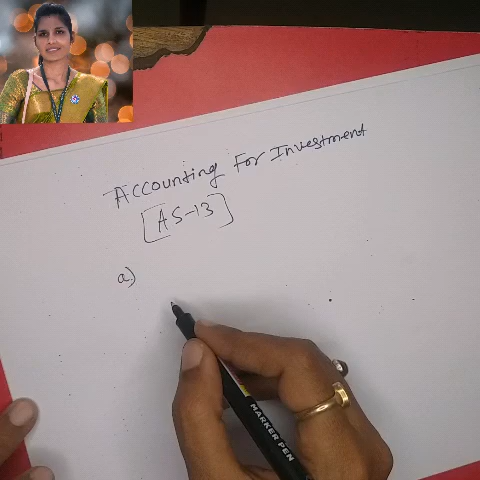 Accounting For Investment
[AS-13]
a)
MARKER PEN